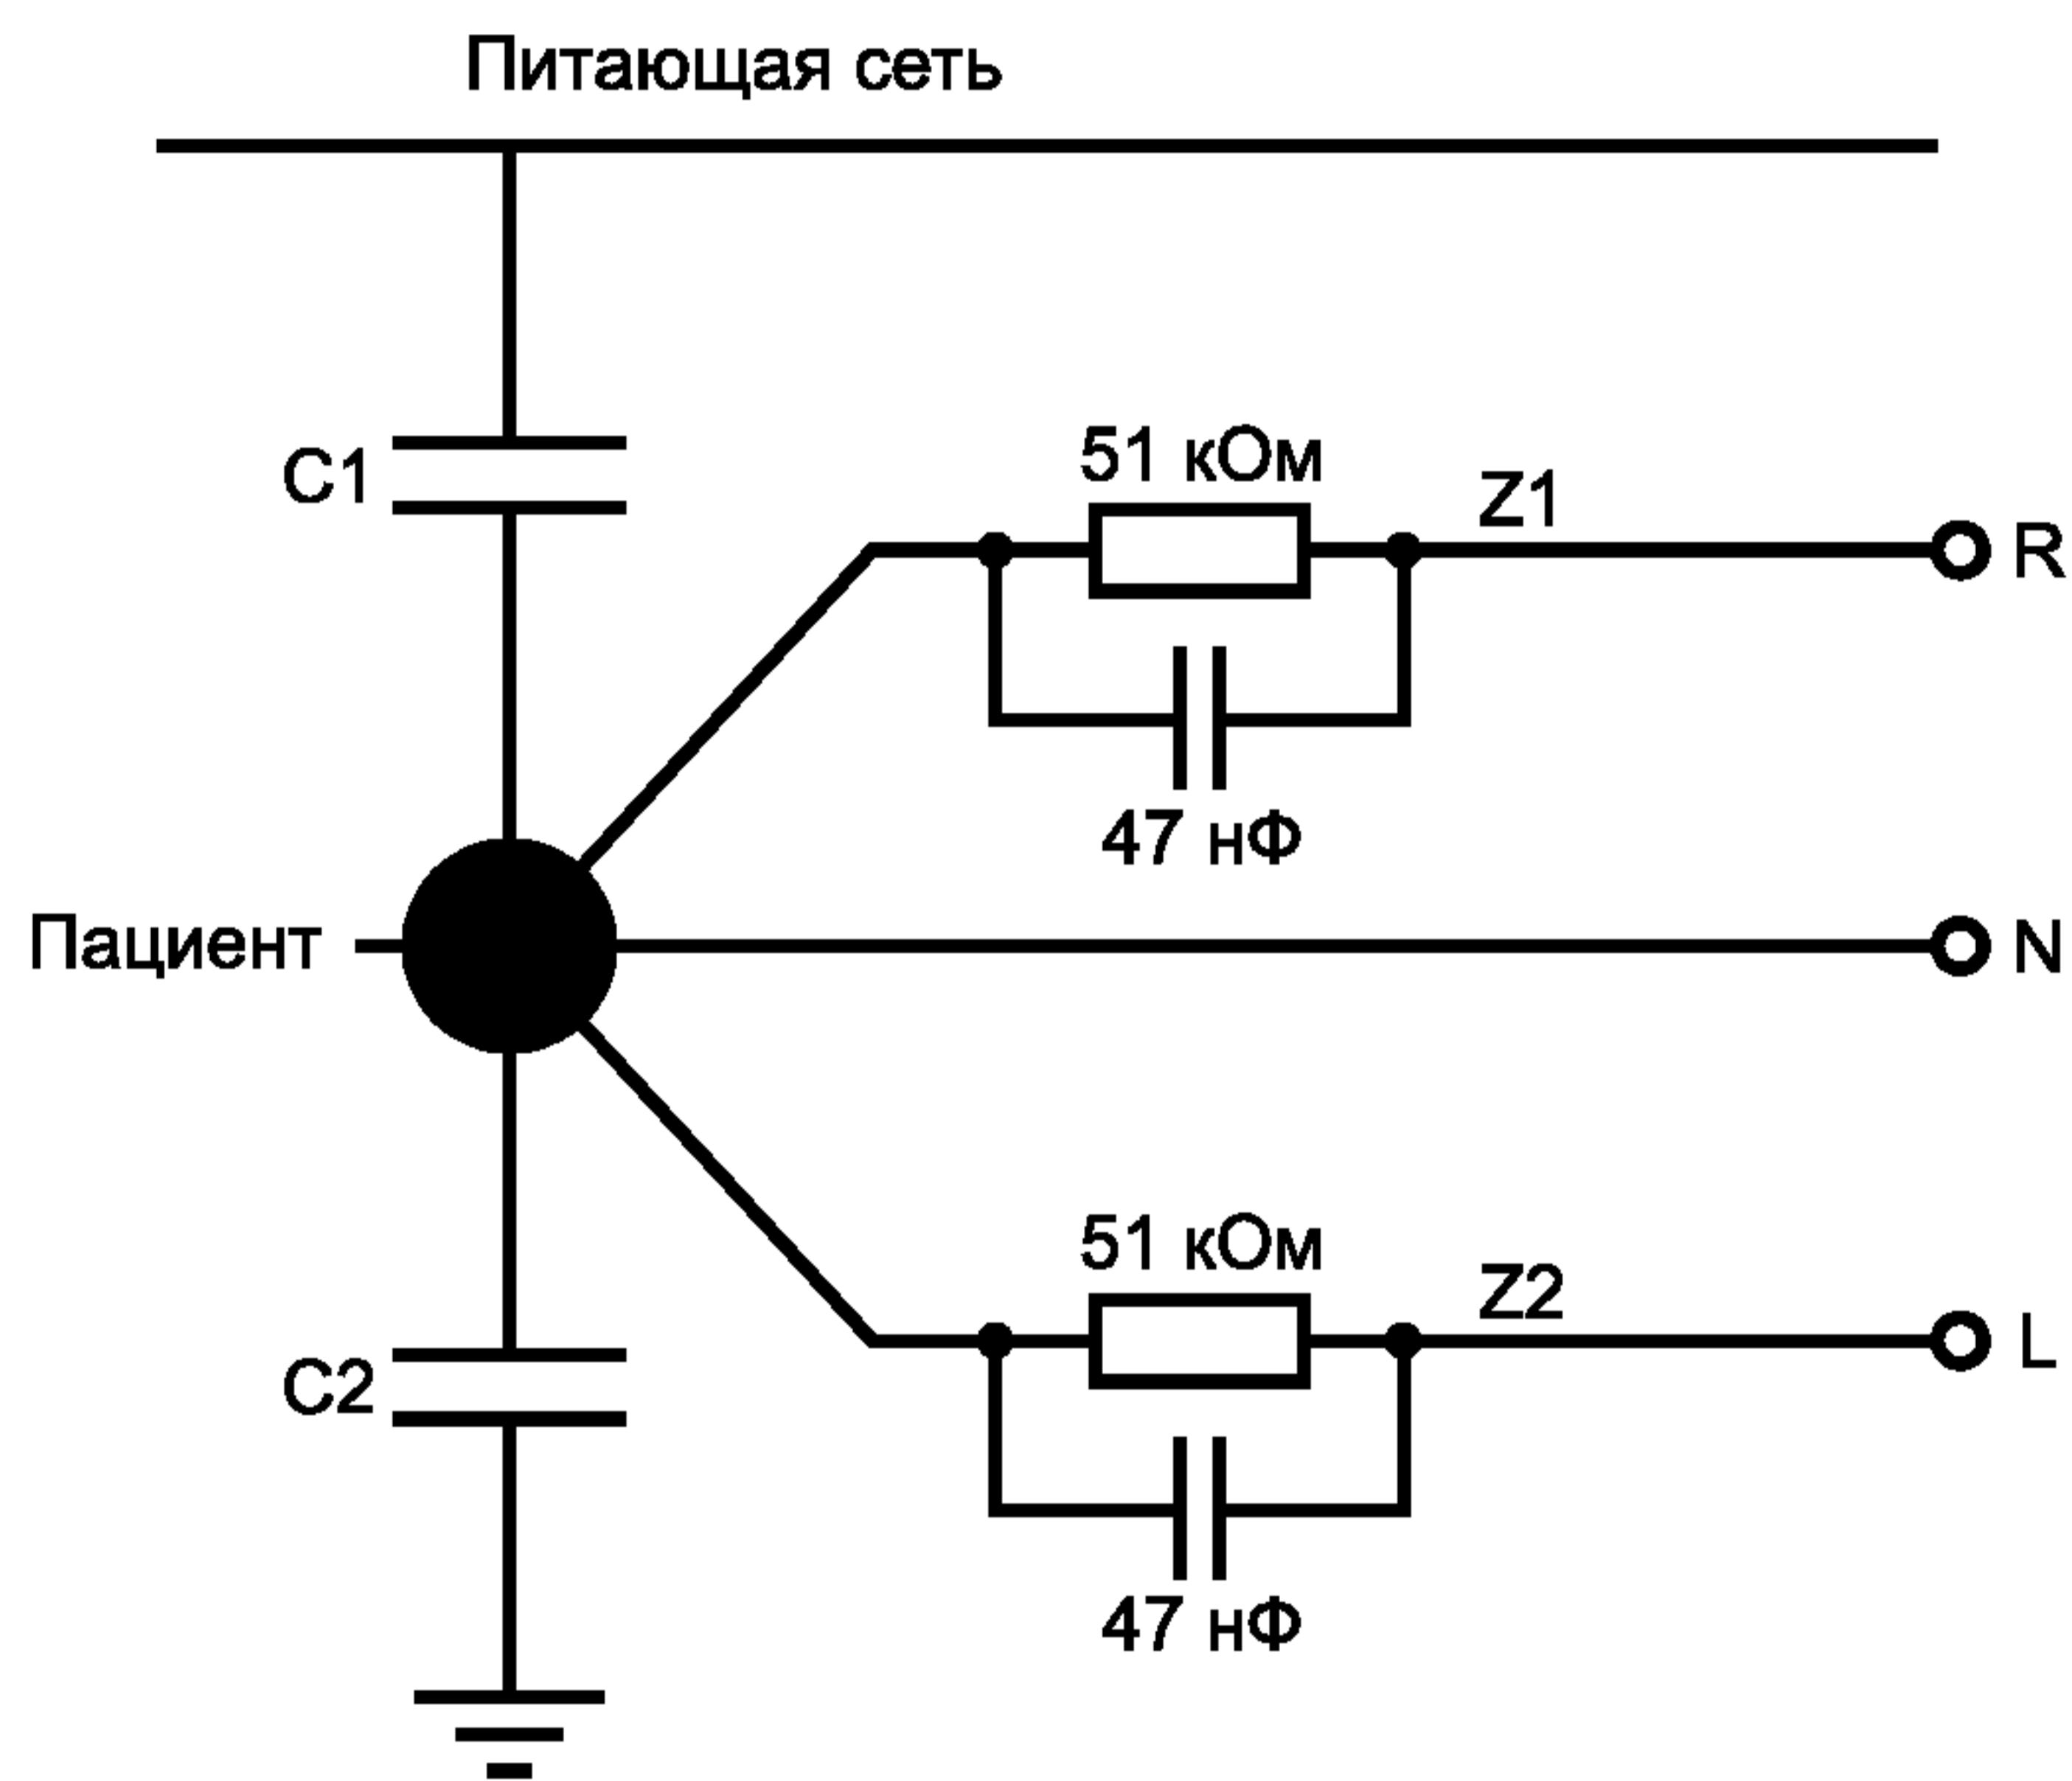 Питающая сеть
C1
51 кОм
Z1
R
47 нФ
Пациент
N
51 кОм
Z2
L
C2
47 нФ